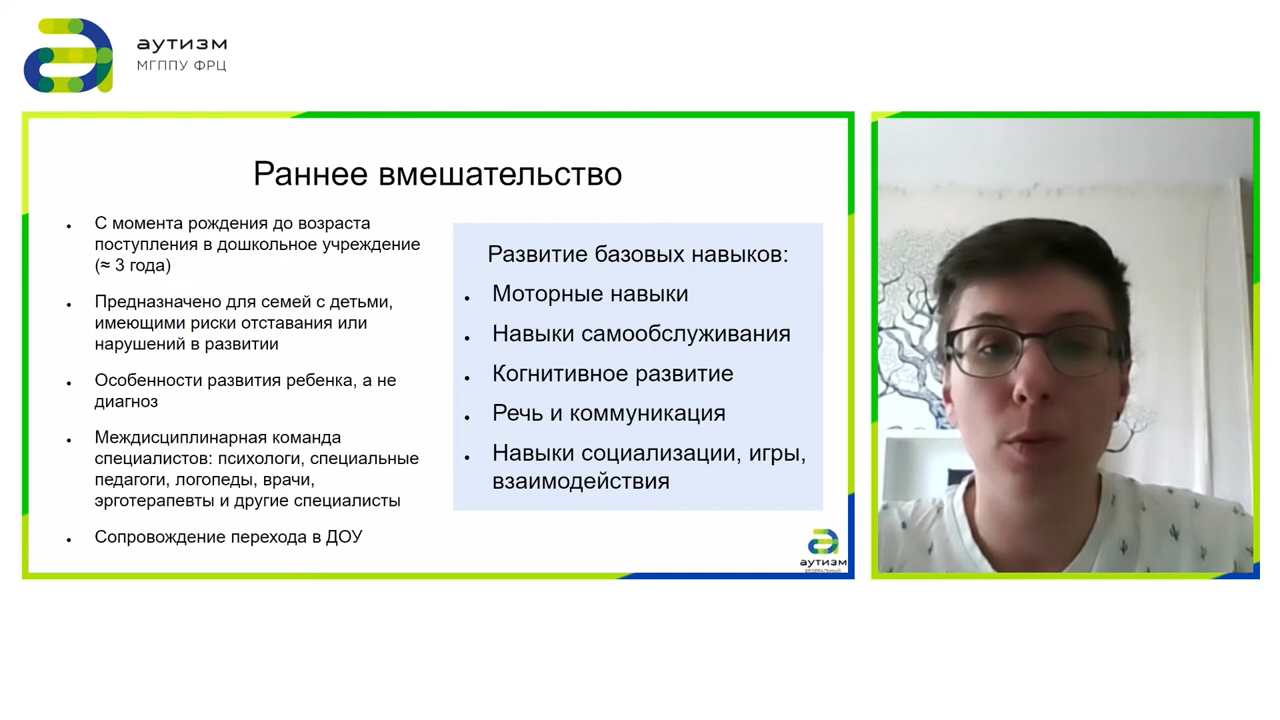 аутизм
МГППУ ФРЦ
Раннее вмешательство
• С момента рождения до возраста
поступления в дошкольное учреждение
(≈ 3 года)
• Предназначено для семей с детьми,
имеющими риски отставания или
нарушений в развитии
• Особенности развития ребенка, а не
диагноз
• Междисциплинарная команда
специалистов: психологи, специальные
педагоги, логопеды, врачи,
эрготерапевты и другие специалисты
• Сопровождение перехода в ДОУ
Развитие базовых навыков:
• Моторные навыки
• Навыки самообслуживания
• Когнитивное развитие
• Речь и коммуникация
• Навыки социализации, игры,
взаимодействия
аутизм